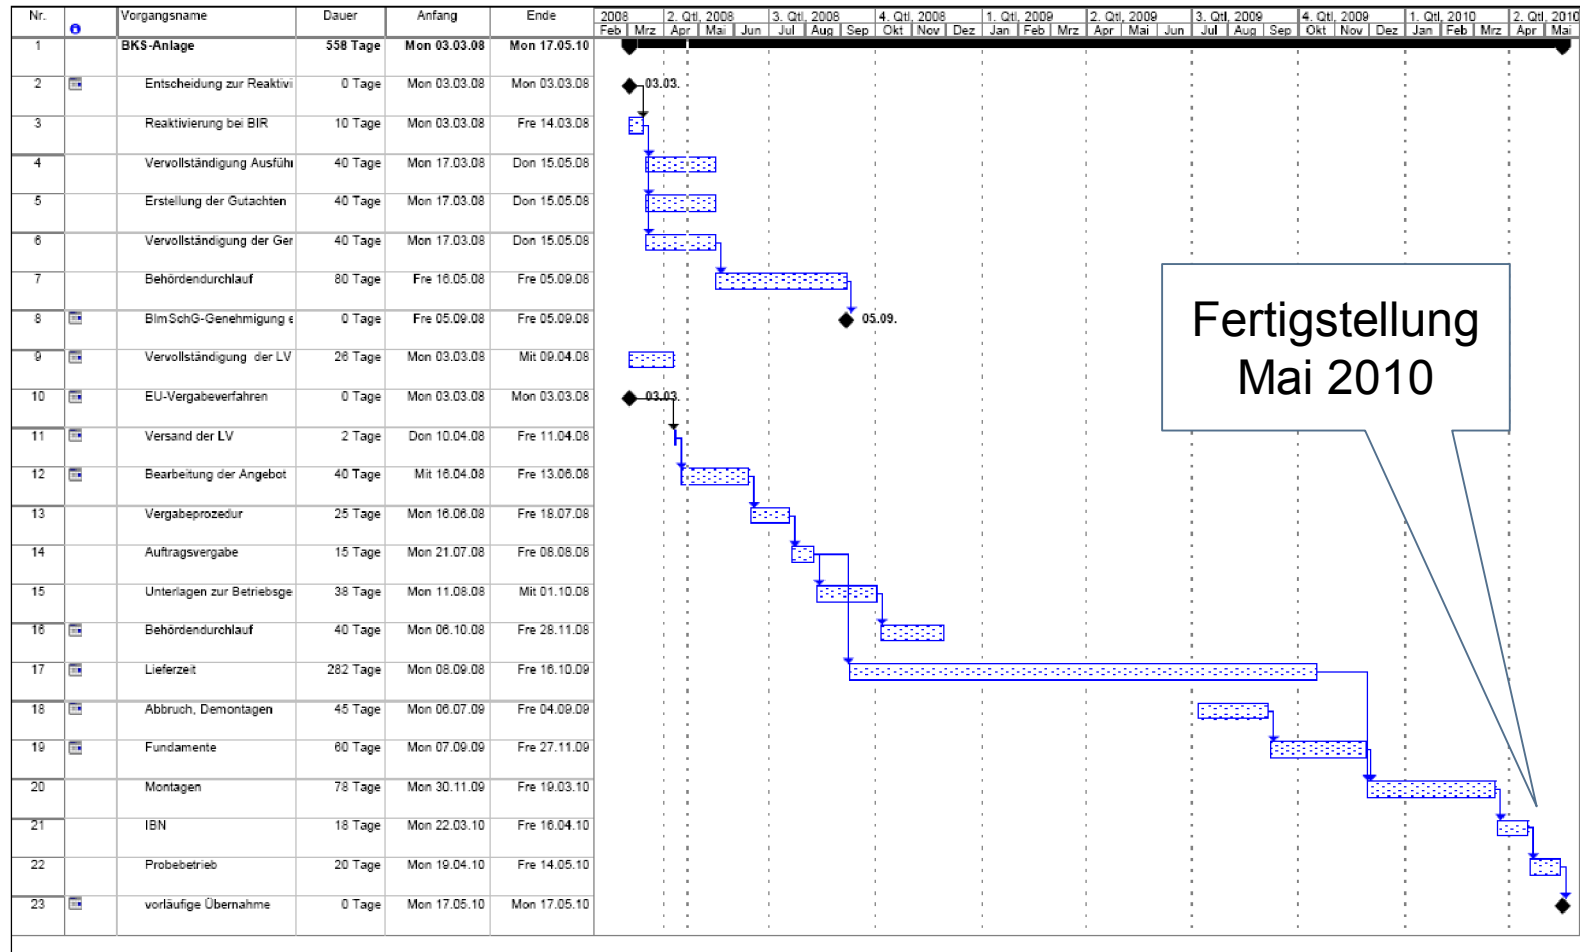 Nr. Vorgangsname Dauer Anfang Ende 2008 2. Qtl, 2008 3. Qtl, 2008 4. Qtl, 2008 1. Qtl, 2009 2. Qtl, 2009 3. Qtl, 2009 4. Qtl, 2009 1. Qtl, 2010 2. Qtl, 2010
Feb Mrz Apr Mai Jun Jul Aug Sep Okt Nov Dez Jan Feb Mrz Apr Mai Jun Jul Aug Sep Okt Nov Dez Jan Feb Mrz Apr Mai
1 BKS-Anlage 558 Tage Mon 03.03.08 Mon 17.05.10
2 Entscheidung zur Reaktivi 0 Tage Mon 03.03.08 Mon 03.03.08 03.03.
3 Reaktivierung bei BIR 10 Tage Mon 03.03.08 Fre 14.03.08
4 Vervollständigung Ausführ 40 Tage Mon 17.03.08 Don 15.05.08
5 Erstellung der Gutachten 40 Tage Mon 17.03.08 Don 15.05.08
6 Vervollständigung der Ger 40 Tage Mon 17.03.08 Don 15.05.08
7 Behördendurchlauf 80 Tage Fre 16.05.08 Fre 05.09.08
8 BImSchG-Genehmigung e 0 Tage Fre 05.09.08 Fre 05.09.08 05.09.
9 Vervollständigung der LV 26 Tage Mon 03.03.08 Mit 09.04.08
10 EU-Vergabeverfahren 0 Tage Mon 03.03.08 Mon 03.03.08 03.03.
11 Versand der LV 2 Tage Don 10.04.08 Fre 11.04.08
12 Bearbeitung der Angebot 40 Tage Mit 16.04.08 Fre 13.06.08
13 Vergabeprozedur 25 Tage Mon 16.06.08 Fre 18.07.08
14 Auftragsvergabe 15 Tage Mon 21.07.08 Fre 08.08.08
15 Unterlagen zur Betriebsge 38 Tage Mon 11.08.08 Mit 01.10.08
16 Behördendurchlauf 40 Tage Mon 06.10.08 Fre 28.11.08
17 Lieferzeit 282 Tage Mon 08.09.08 Fre 16.10.09
18 Abbruch, Demontagen 45 Tage Mon 06.07.09 Fre 04.09.09
19 Fundamente 60 Tage Mon 07.09.09 Fre 27.11.09
20 Montagen 78 Tage Mon 30.11.09 Fre 19.03.10
21 IBN 18 Tage Mon 22.03.10 Fre 16.04.10
22 Probebetrieb 20 Tage Mon 19.04.10 Fre 14.05.10
23 vorläufige Übernahme 0 Tage Mon 17.05.10 Mon 17.05.10
Fertigstellung
Mai 2010